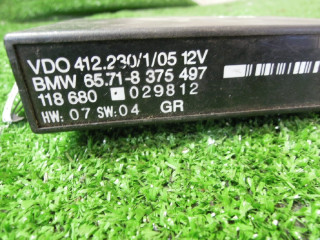 VDO 412.230/1/05 12V
BMW 65.71-8 375 497
118 680 029812
HW: 07 SW: 04 GR